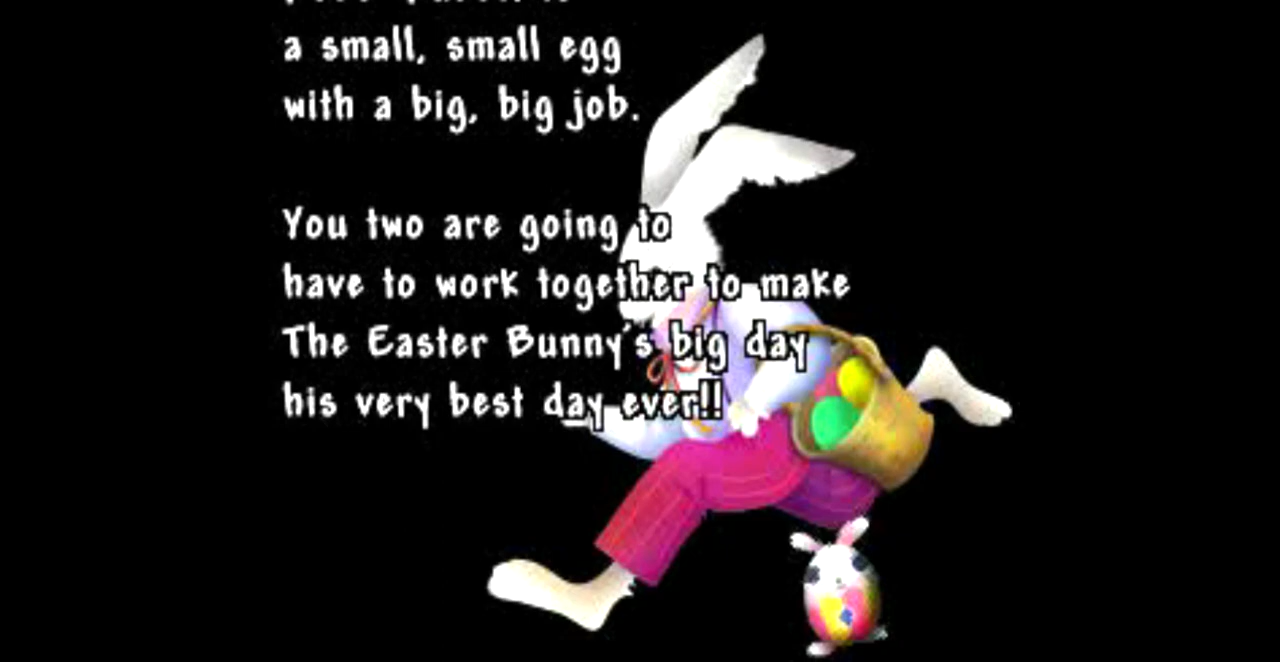 a small, small egg
with a big, big job.
You two are going to
have to work together to make
The Easter Bunny's big day
his very best day ever!!